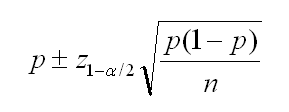 p ± z_{1−α/2} √(p(1−p)/n)